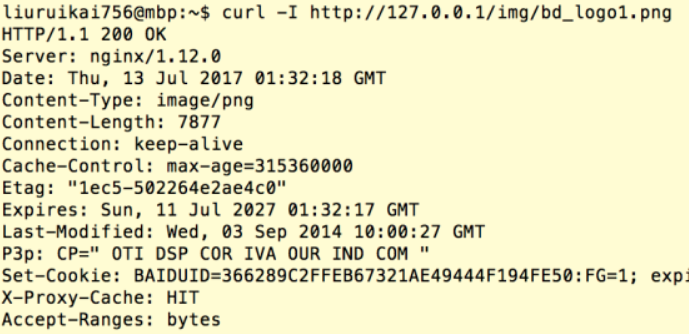 liuruikai756@mbp:~$ curl -I http://127.0.0.1/img/bd_logo1.png
HTTP/1.1 200 OK
Server: nginx/1.12.0
Date: Thu, 13 Jul 2017 01:32:18 GMT
Content-Type: image/png
Content-Length: 7877
Connection: keep-alive
Cache-Control: max-age=315360000
Etag: "1ec5-502264e2ae4c0"
Expires: Sun, 11 Jul 2027 01:32:17 GMT
Last-Modified: Wed, 03 Sep 2014 10:00:27 GMT
P3p: CP=" OTI DSP COR IVA OUR IND COM "
Set-Cookie: BAIDUID=366289C2FFEB67321AE49444F194FE50:FG=1; expi
X-Proxy-Cache: HIT
Accept-Ranges: bytes